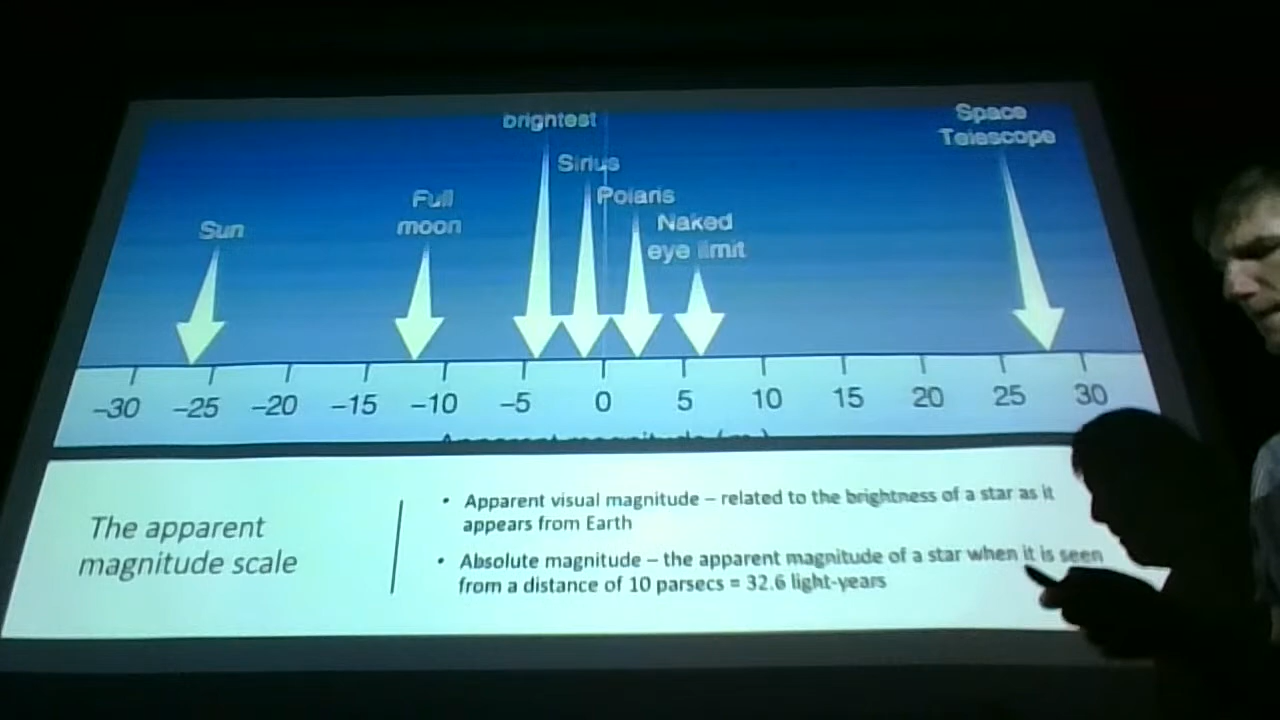 brightest
Space
Telescope
Sirius
Polaris
Full
moon
Naked
eye limit
Sun
−30 −25 −20 −15 −10 −5 0 5 10 15 20 25 30
The apparent
magnitude scale
• Apparent visual magnitude – related to the brightness of a star as it
appears from Earth
• Absolute magnitude – the apparent magnitude of a star when it is seen
from a distance of 10 parsecs = 32.6 light-years